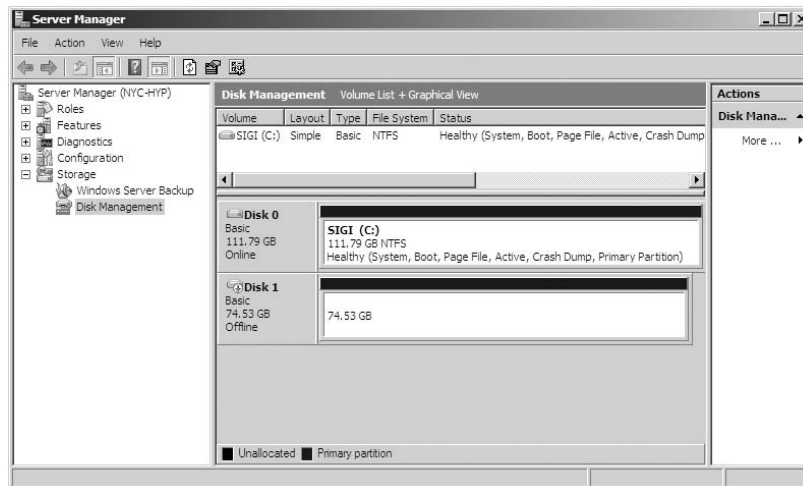 Server Manager
File Action View Help
Server Manager (NYC-HYP)
Roles
Features
Diagnostics
Configuration
Storage
Windows Server Backup
Disk Management
Disk Management Volume List + Graphical View
Volume Layout Type File System Status
SIGI (C:) Simple Basic NTFS Healthy (System, Boot, Page File, Active, Crash Dump
Disk 0
Basic
111.79 GB
Online
SIGI (C:)
111.79 GB NTFS
Healthy (System, Boot, Page File, Active, Crash Dump, Primary Partition)
Disk 1
Basic
74.53 GB
Offline
74.53 GB
Unallocated Primary partition
Actions
Disk Mana...
More ...